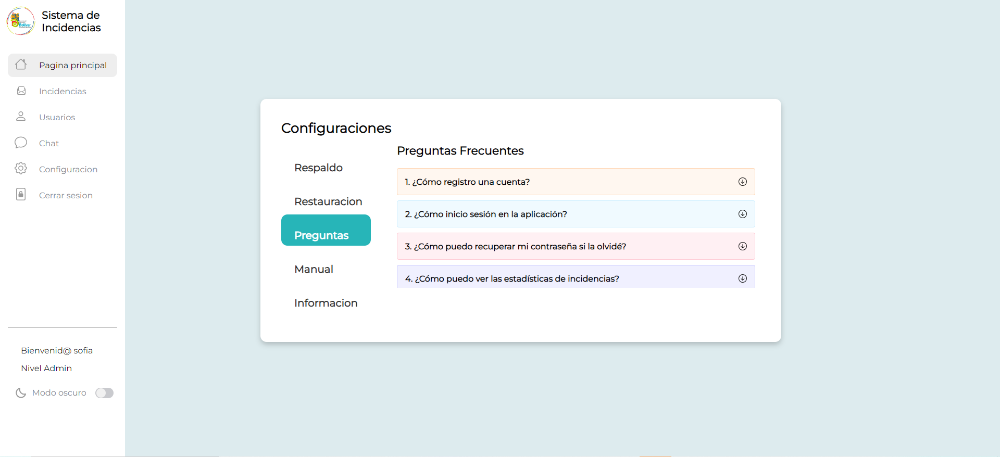 Bolívar
Sistema de
Incidencias
Pagina principal
Incidencias
Usuarios
Chat
Configuracion
Cerrar sesion
Bienvenid@ sofia
Nivel Admin
Modo oscuro
Configuraciones
Respaldo
Restauracion
Preguntas
Manual
Informacion
Preguntas Frecuentes
1. ¿Cómo registro una cuenta?
2. ¿Cómo inicio sesión en la aplicación?
3. ¿Cómo puedo recuperar mi contraseña si la olvidé?
4. ¿Cómo puedo ver las estadísticas de incidencias?